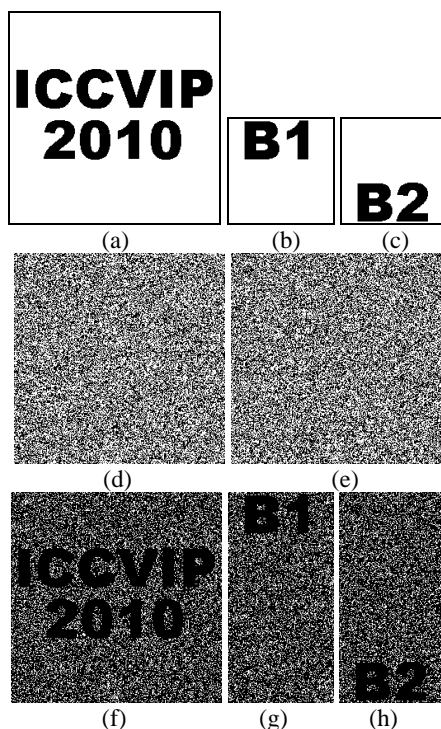 ICCVIP
2010
B1
B2
(a)
(b)
(c)
(d)
(e)
ICCVIP
2010
B1
B2
(f)
(g)
(h)